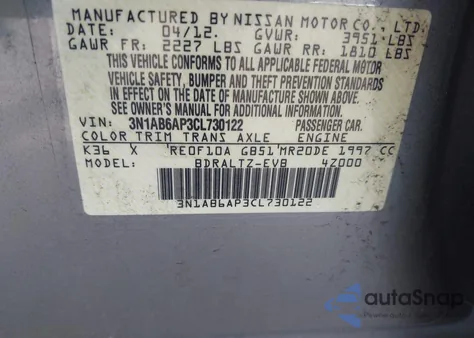 MANUFACTURED BY NISSAN MOTOR CO., LTD.
DATE: 04/12. GVWR: 3951 LBS
GAWR FR: 2227 LBS GAWR RR: 1810 LBS
THIS VEHICLE CONFORMS TO ALL APPLICABLE FEDERAL MOTOR
VEHICLE SAFETY, BUMPER AND THEFT PREVENTION STANDARDS
IN EFFECT ON THE DATE OF MANUFACTURE SHOWN ABOVE.
SEE OWNER'S MANUAL FOR ADDITIONAL INFORMATION.
VIN: 3N1AB6AP3CL730122 PASSENGER CAR.
COLOR TRIM TRANS AXLE ENGINE
K36 X RE0F10A GB51 MR20DE 1997 CC
MODEL: BDRALTZ-EVB 4Z000
3N1AB6AP3CL730122
autoSnap